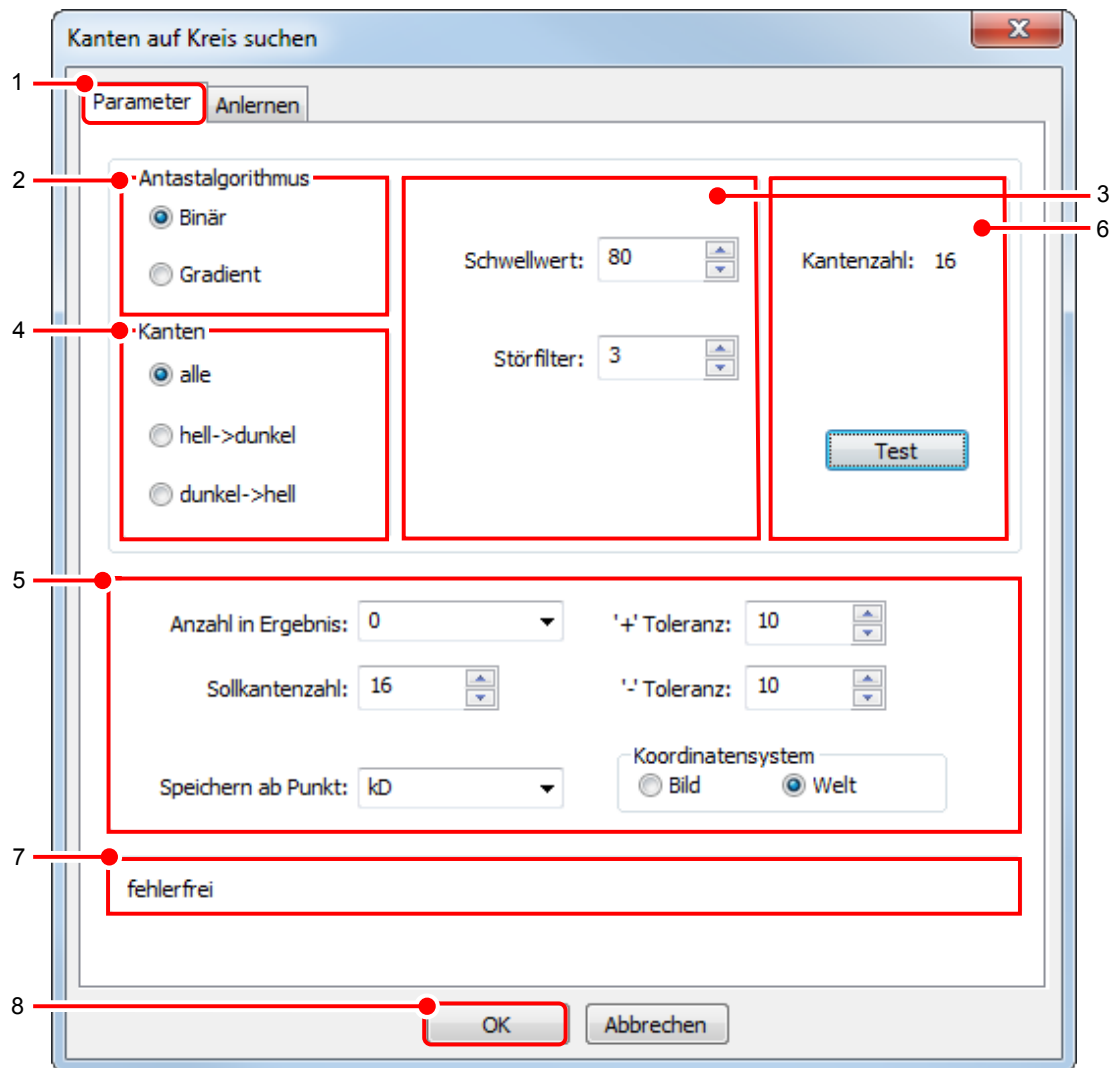 Kanten auf Kreis suchen
x
1
Parameter Anlernen
2
Antastalgorithmus
Binär
Gradient
3
Schwellwert: 80
Störfilter: 3
6
Kantenzahl: 16
Test
4
Kanten
alle
hell->dunkel
dunkel->hell
5
Anzahl in Ergebnis: 0
'+' Toleranz: 10
Sollkantenzahl: 16
'-' Toleranz: 10
Speichern ab Punkt: kD
Koordinatensystem
Bild Welt
7
fehlerfrei
8
OK Abbrechen